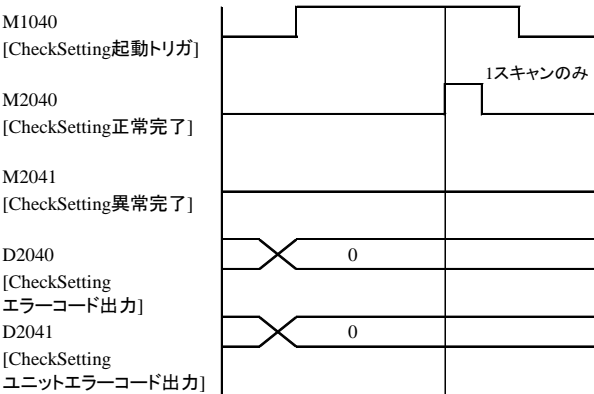 M1040
[CheckSetting起動トリガ]
1スキャンのみ
M2040
[CheckSetting正常完了]
M2041
[CheckSetting異常完了]
D2040
0
[CheckSetting
エラーコード出力]
D2041
0
[CheckSetting
ユニットエラーコード出力]